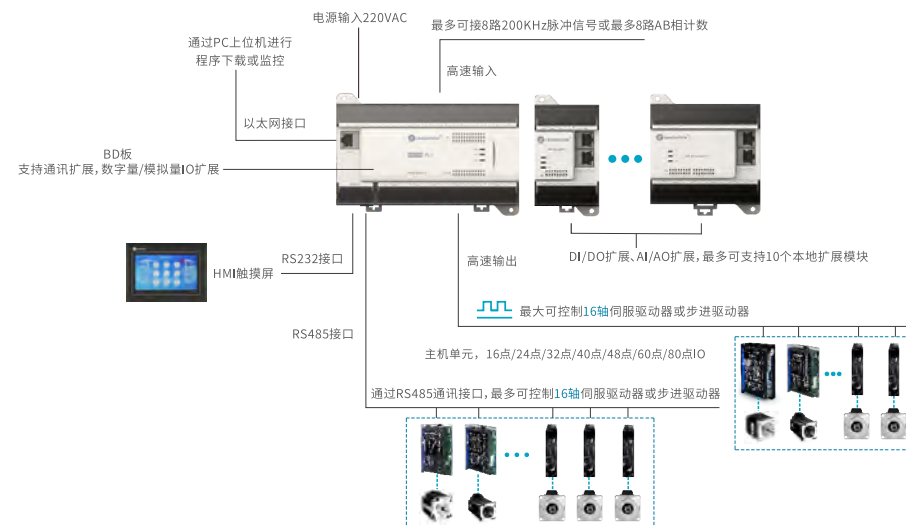 电源输入220VAC
最多可接8路200KHz脉冲信号或最多8路AB相计数
通过PC上位机进行
程序下载或监控
高速输入
以太网接口
BD板
支持通讯扩展,数字量/模拟量IO扩展
DI/DO扩展、AI/AO扩展,最多可支持10个本地扩展模块
高速输出
RS232接口
HMI触摸屏
最大可控制16轴伺服驱动器或步进驱动器
RS485接口
主机单元，16点/24点/32点/40点/48点/60点/80点IO
通过RS485通讯接口,最多可控制16轴伺服驱动器或步进驱动器